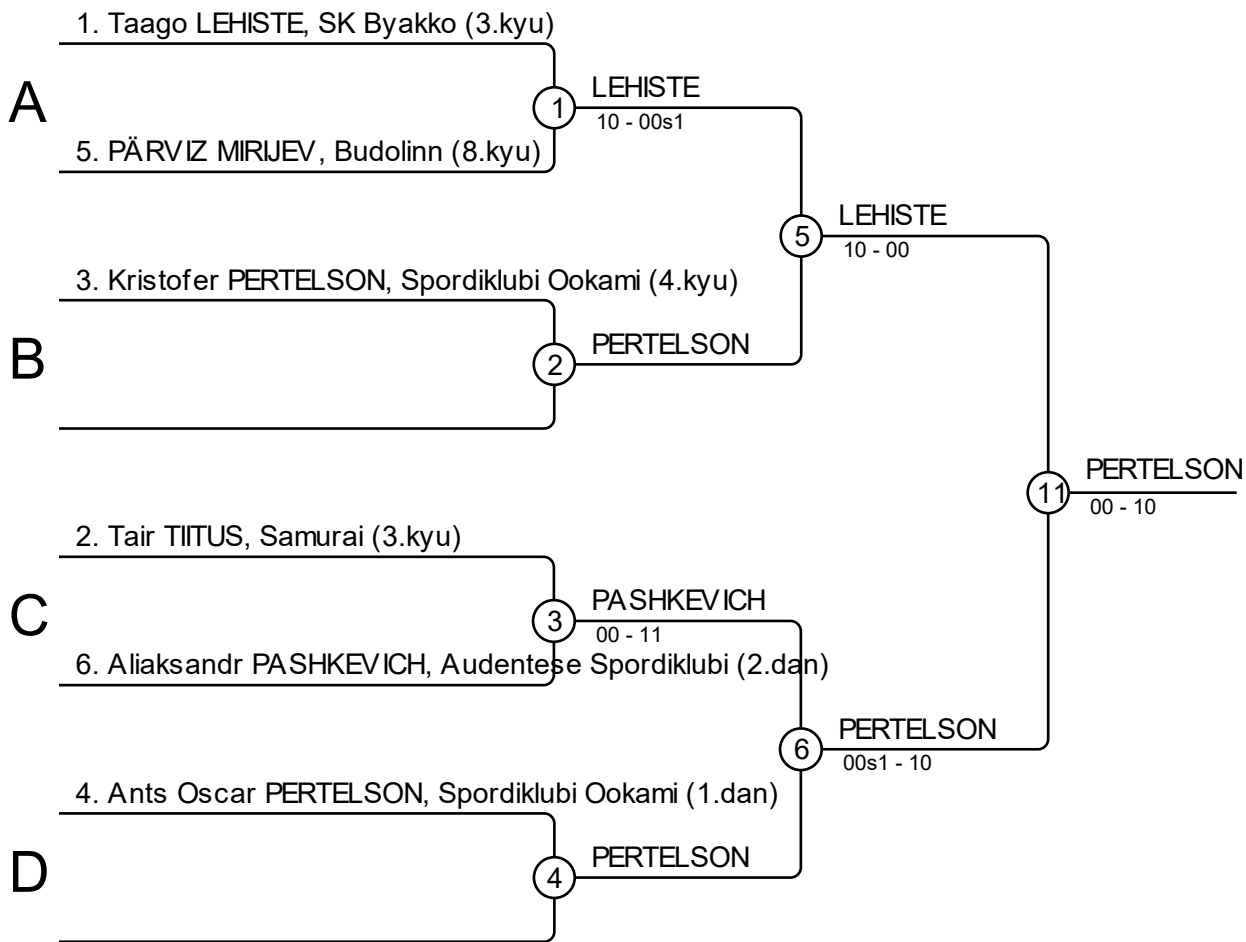 1. Taago LEHISTE, SK Byakko (3.kyu)
A
1
LEHISTE
10 - 00s1
5. PÄRVIZ MIRIJEV, Budolinn (8.kyu)
5
LEHISTE
10 - 00
3. Kristofer PERTELSON, Spordiklubi Ookami (4.kyu)
B
2
PERTELSON
11
PERTELSON
00 - 10
2. Tair TIITUS, Samurai (3.kyu)
C
3
PASHKEVICH
00 - 11
6. Aliaksandr PASHKEVICH, Audentese Spordiklubi (2.dan)
6
PERTELSON
00s1 - 10
4. Ants Oscar PERTELSON, Spordiklubi Ookami (1.dan)
D
4
PERTELSON